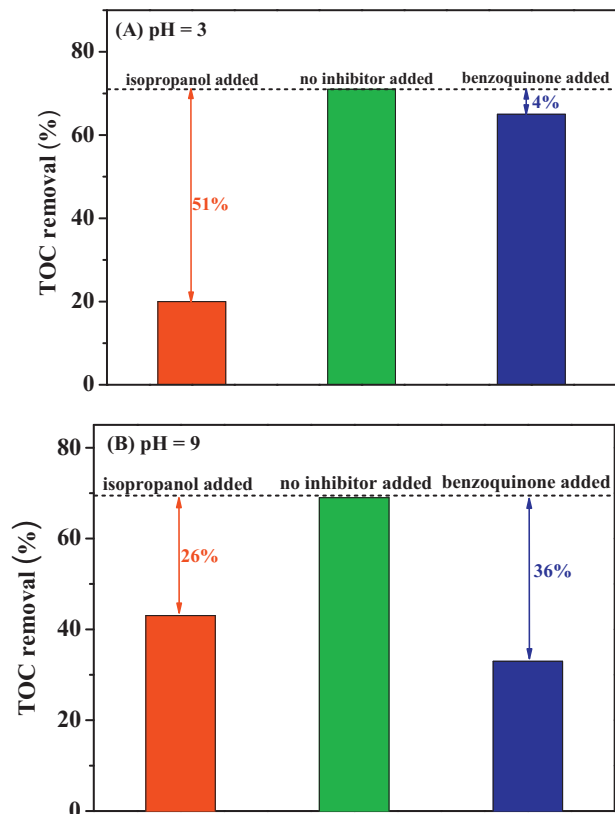 (A) pH = 3
isopropanol added no inhibitor added benzoquinone added
4%
51%
TOC removal (%)
80
60
40
20
0
(B) pH = 9
isopropanol added no inhibitor added benzoquinone added
26%
36%
TOC removal (%)
80
60
40
20
0